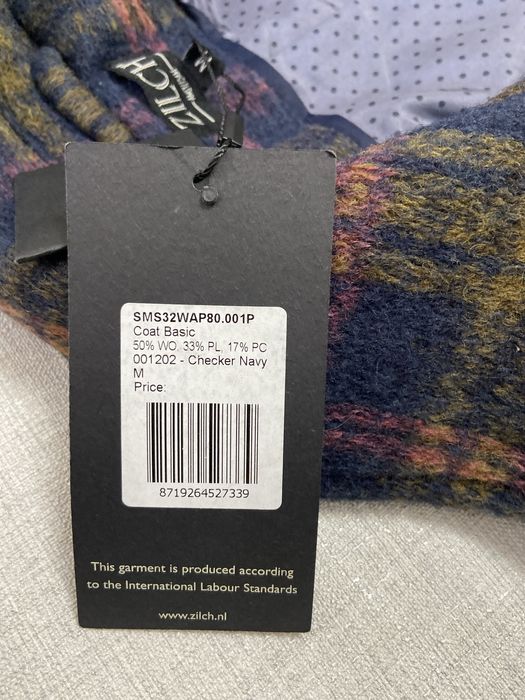 M
ZILCH
SMS32WAP80.001P
Coat Basic
50% WO, 33% PL, 17% PC
001202 - Checker Navy
M
Price:
8719264527339
This garment is produced according
to the International Labour Standards
www.zilch.nl